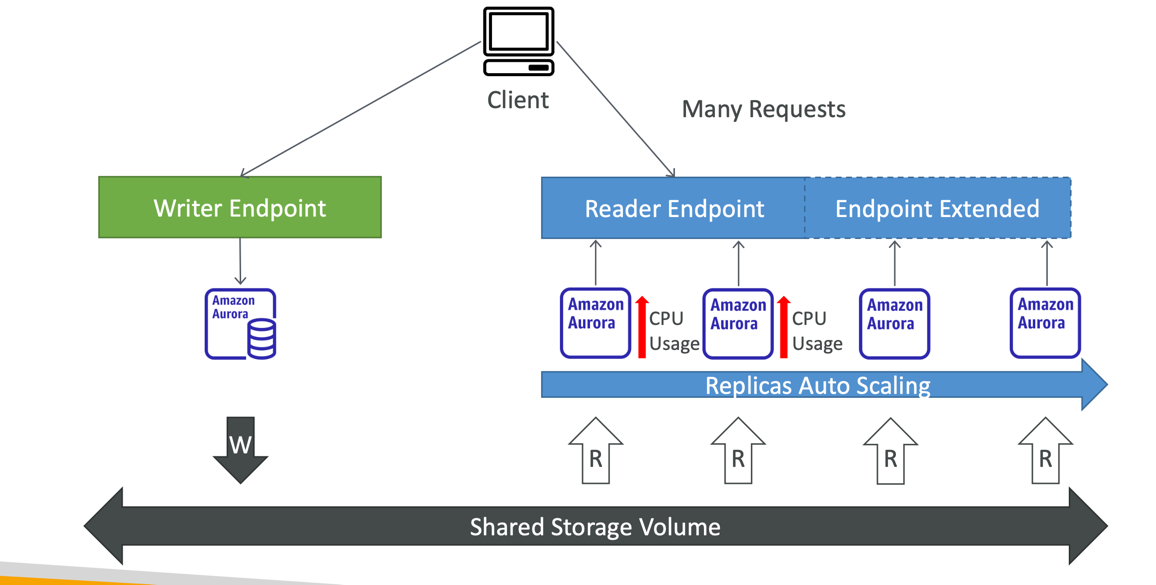 Client
Many Requests
Writer Endpoint
Reader Endpoint
Endpoint Extended
Amazon
Aurora
Amazon
Aurora
CPU
Usage
Amazon
Aurora
CPU
Usage
Amazon
Aurora
Amazon
Aurora
Replicas Auto Scaling
W
R
R
R
R
Shared Storage Volume